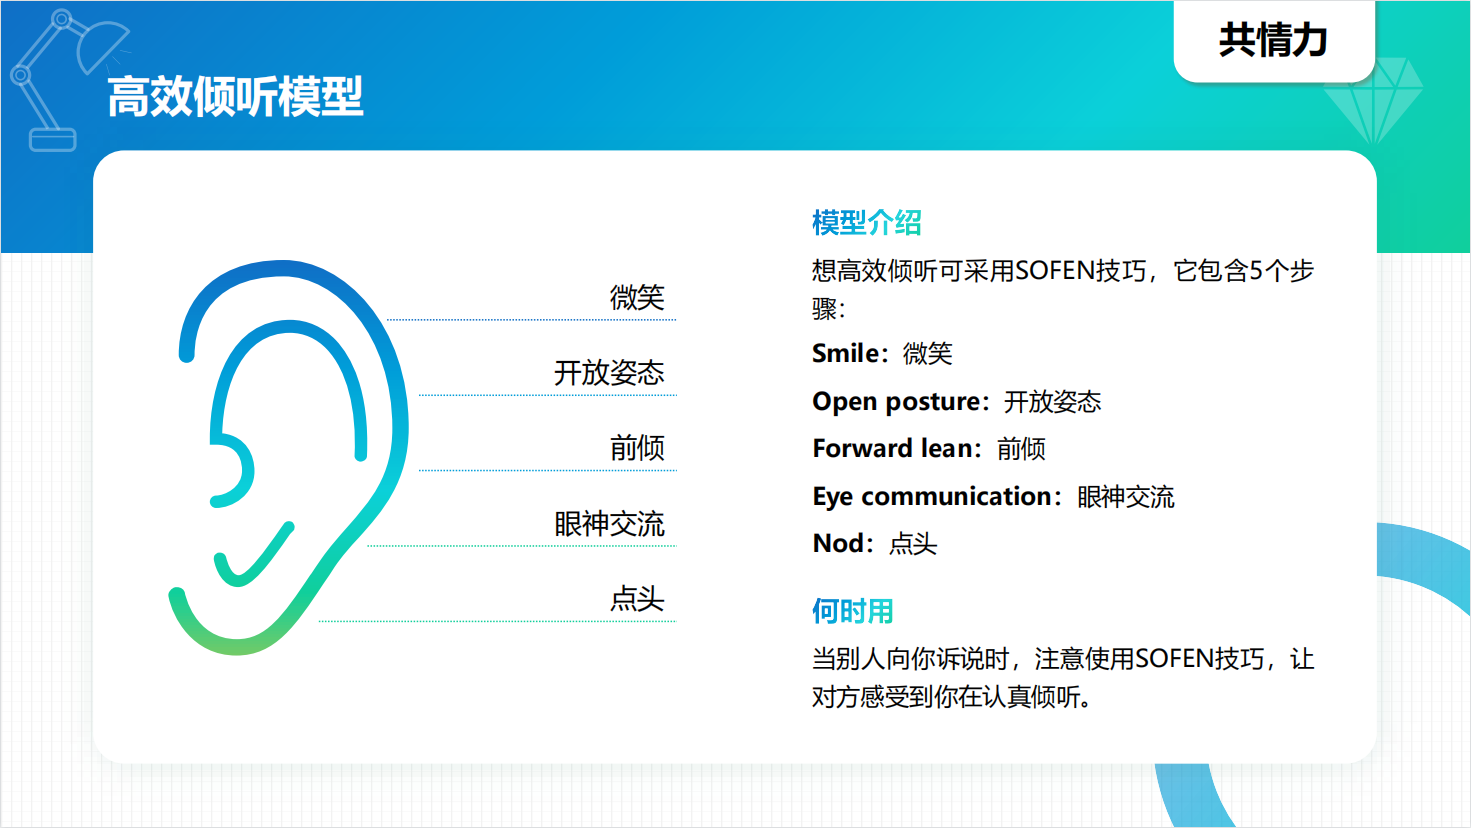 共情力
高效倾听模型
微笑
开放姿态
前倾
眼神交流
点头
模型介绍
想高效倾听可采用SOFEN技巧，它包含5个步
骤：
Smile：微笑
Open posture：开放姿态
Forward lean：前倾
Eye communication：眼神交流
Nod：点头
何时用
当别人向你诉说时，注意使用SOFEN技巧，让
对方感受到你在认真倾听。